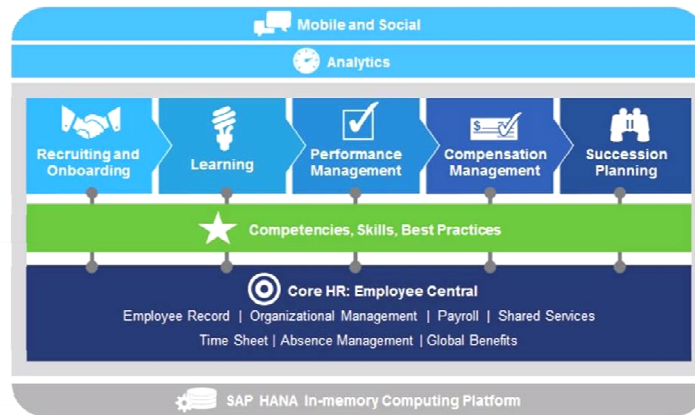 Mobile and Social
Analytics
Recruiting and
Onboarding
Learning
Performance
Management
Compensation
Management
Succession
Planning
Competencies, Skills, Best Practices
Core HR: Employee Central
Employee Record | Organizational Management | Payroll | Shared Services
Time Sheet | Absence Management | Global Benefits
SAP HANA In-memory Computing Platform